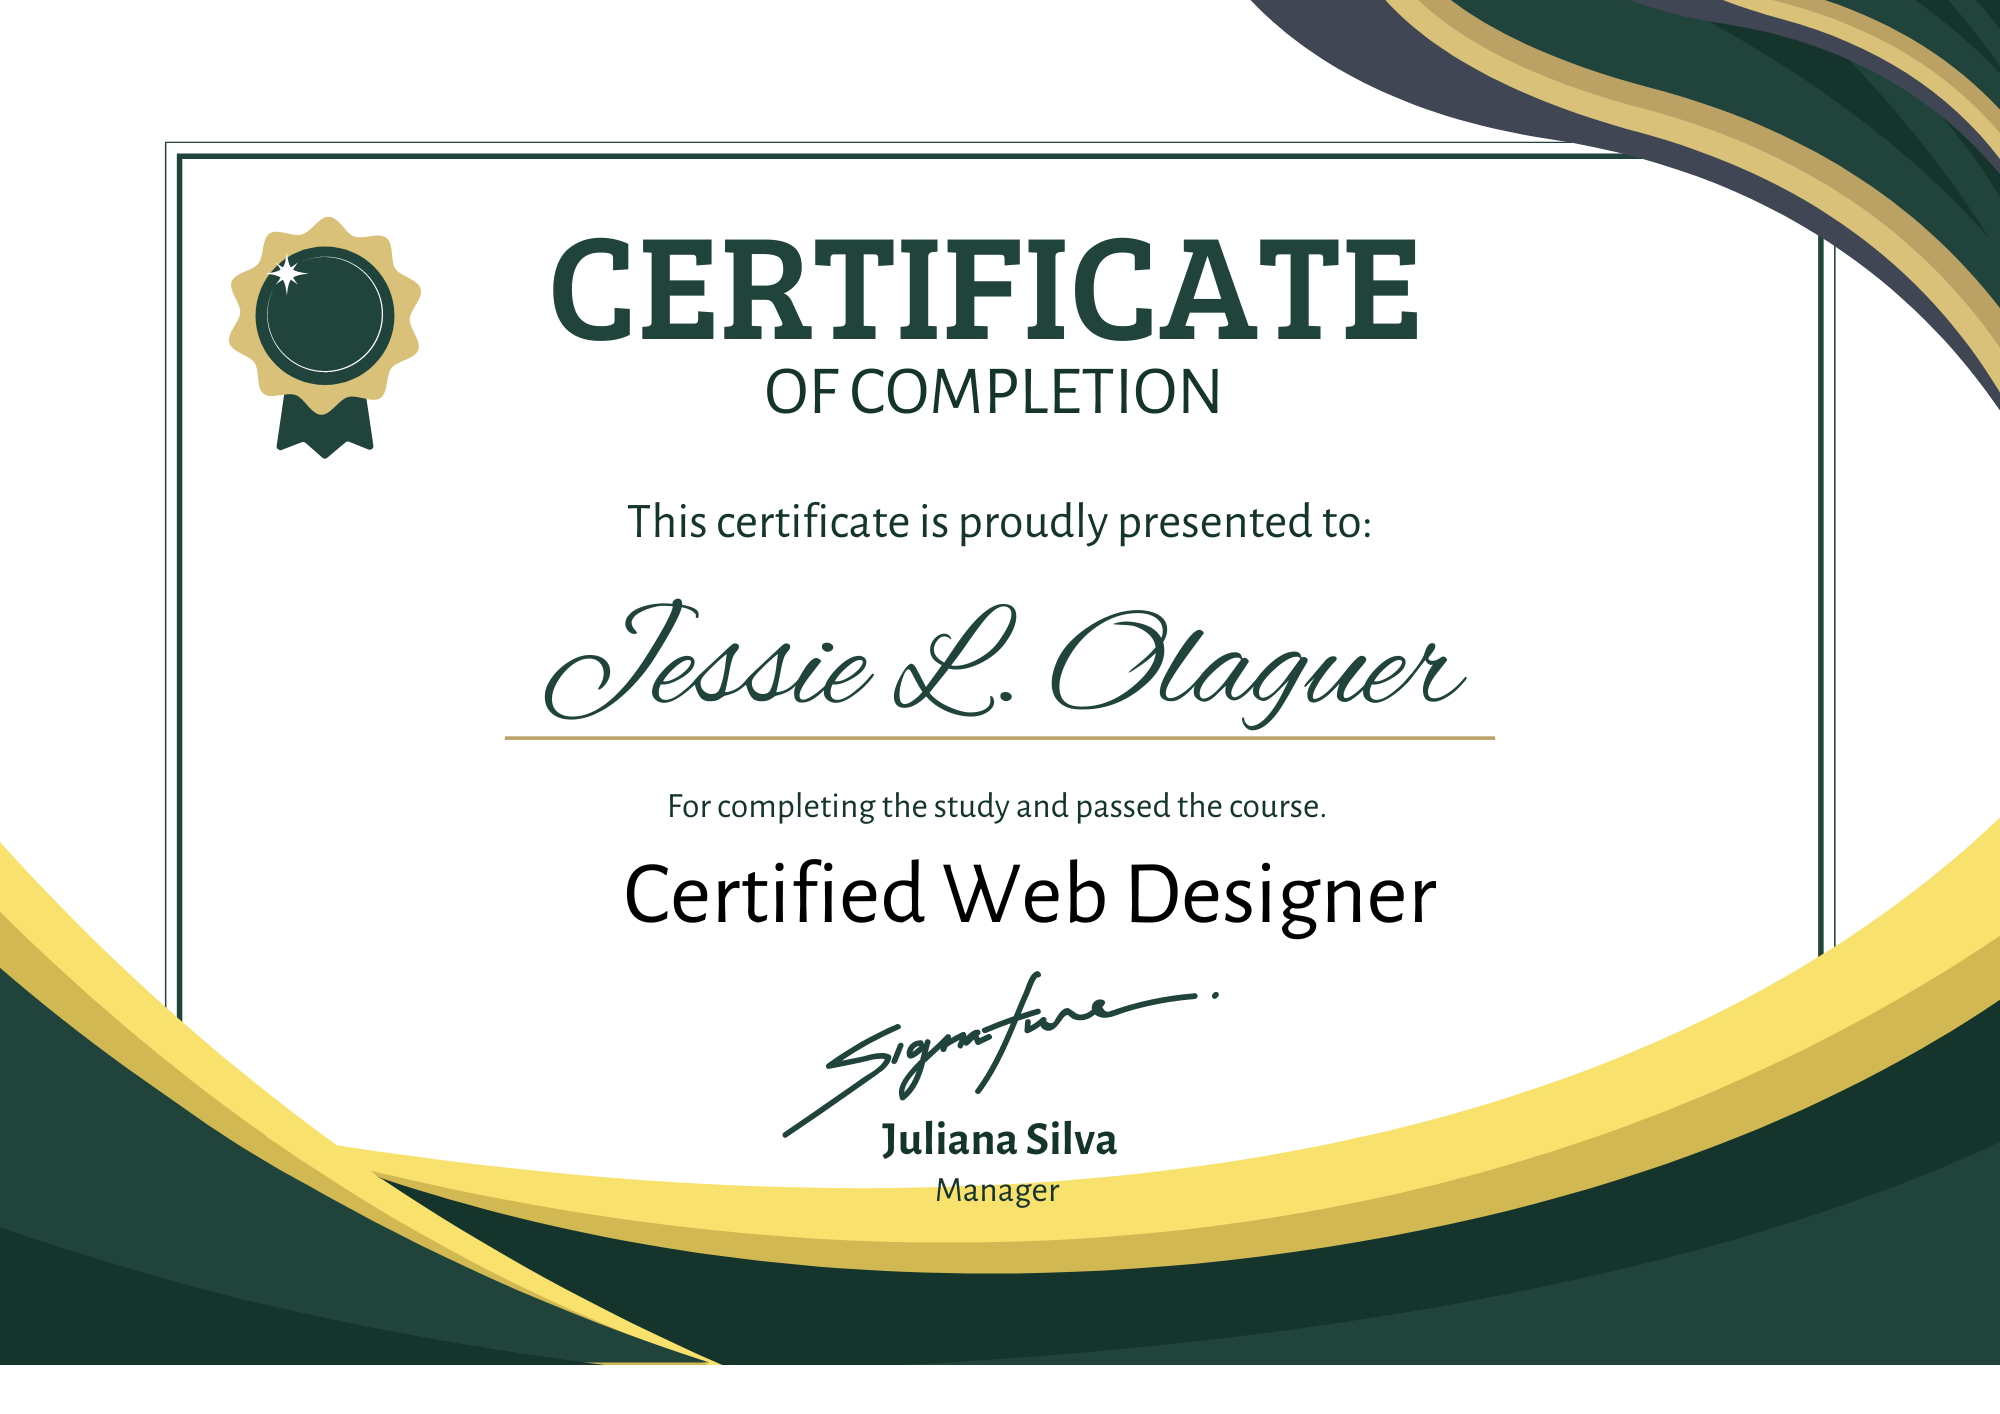 CERTIFICATE
OF COMPLETION
This certificate is proudly presented to:
Jessie L. Olaguer
For completing the study and passed the course.
Certified Web Designer
Signature
Juliana Silva
Manager